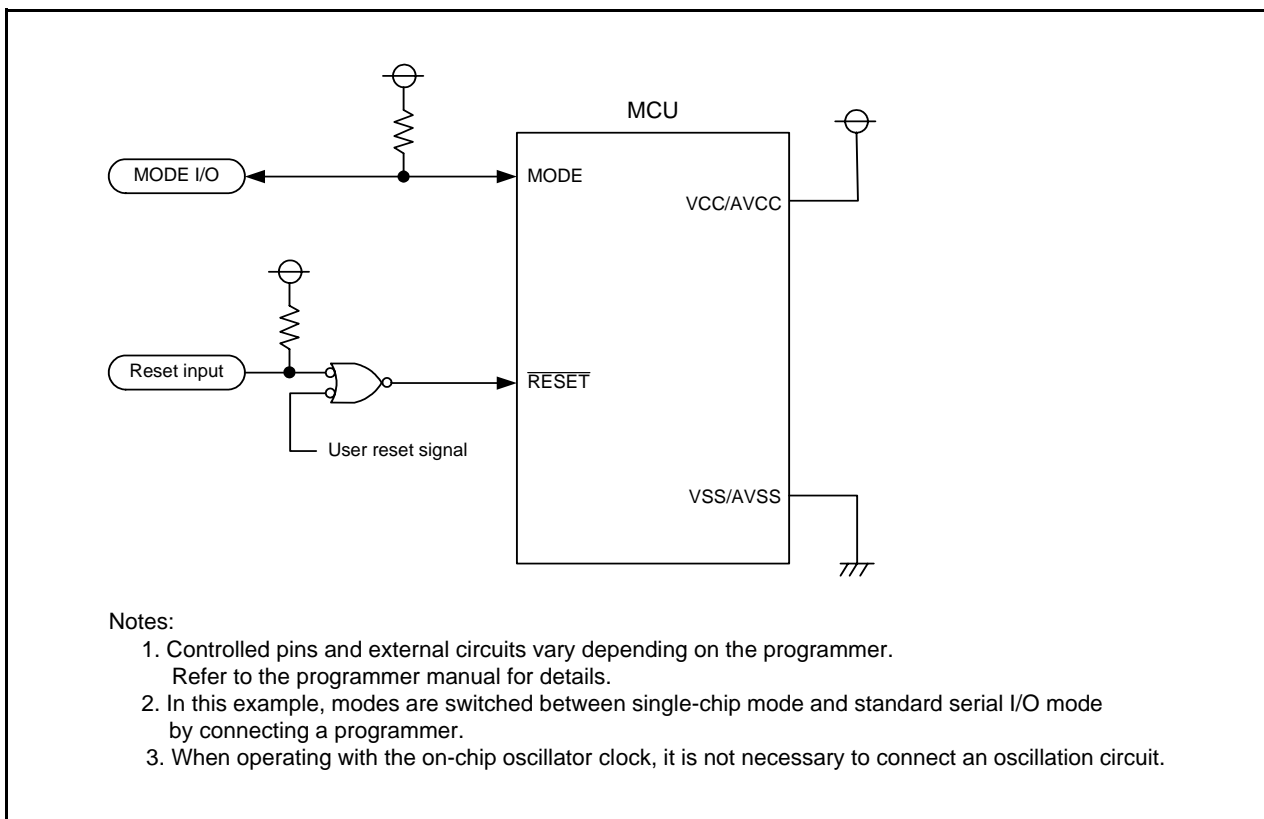 MCU
MODE I/O
MODE
VCC/AVCC
Reset input
RESET
User reset signal
VSS/AVSS
Notes:
1. Controlled pins and external circuits vary depending on the programmer.
Refer to the programmer manual for details.
2. In this example, modes are switched between single-chip mode and standard serial I/O mode
by connecting a programmer.
3. When operating with the on-chip oscillator clock, it is not necessary to connect an oscillation circuit.